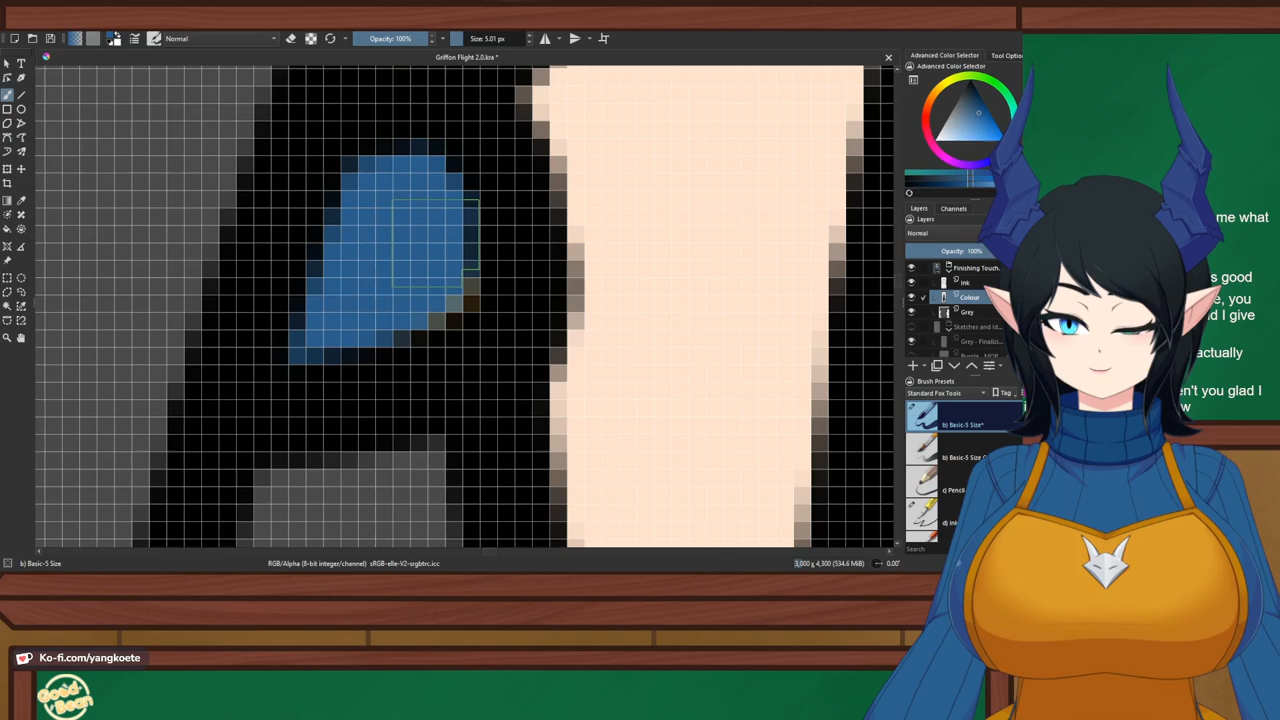 Normal
Opacity: 100%
Size: 5.01 px
Griffon Flight 2.0.kra *
Advanced Color Selector
Tool Optio
Advanced Color Selector
Layers
Channels
Layers
Normal
Opacity: 100%
Finishing Touch...
Ink
Colour
Grey
Sketches and Id...
Grey - Finalizi...
Brush Presets
Standard Fox Tools
Tag
b) Basic-5 Size*
b) Basic-5 Size
c) Pencil
d) Ink
Search
b) Basic-5 Size
RGB/Alpha (8-bit integer/channel) sRGB-elle-V2-srgbtrc.icc
3,000 x 4,300 (534.6 MiB)
0.00°
me what
s good
e, you
d I give
actually
en't you glad I
w
Ko-fi.com/yangkoete
Good
Bean